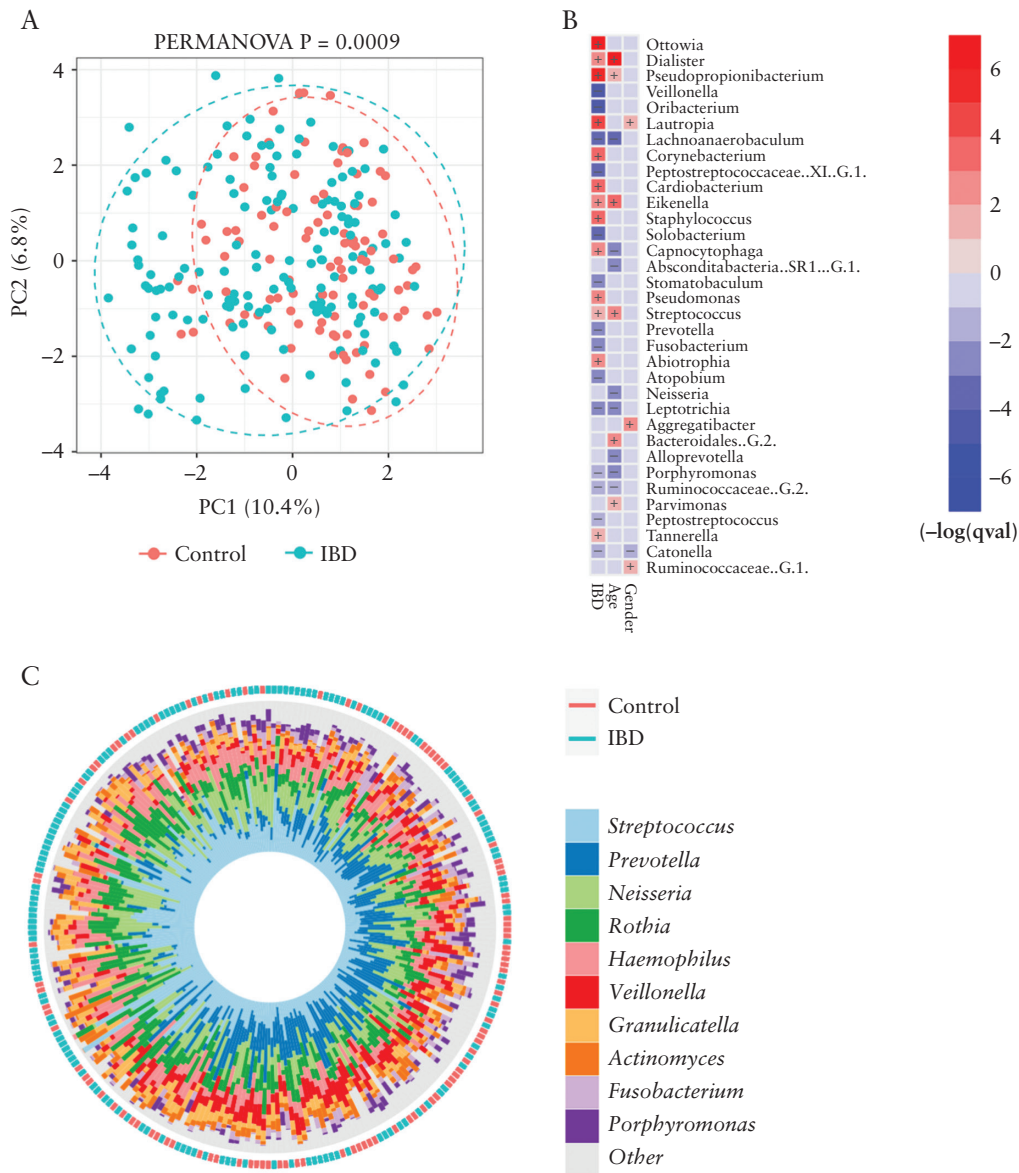 A
PERMANOVA P = 0.0009
4
2
0
−2
−4
PC2 (6.8%)
−4
−2
0
2
PC1 (10.4%)
Control
IBD
B
Ottowia
+ Dialister
+ + Pseudopropionibacterium
− Veillonella
− Oribacterium
+ + Lautropia
− − Lachnoanaerobaculum
+ Corynebacterium
− Peptostreptococcaceae..XI..G.1.
+ Cardiobacterium
+ + Eikenella
+ Staphylococcus
− Solobacterium
+ − Capnocytophaga
− Absconditabacteria..SR1...G.1.
− Stomatobaculum
+ Pseudomonas
+ + Streptococcus
− Prevotella
− Fusobacterium
+ Abiotrophia
− Atopobium
− Neisseria
− − Leptotrichia
+ Aggregatibacter
+ Bacteroidales..G.2.
− Alloprevotella
− − Porphyromonas
− − Ruminococcaceae..G.2.
+ Parvimonas
− Peptostreptococcus
+ Tannerella
− − Catonella
+ Ruminococcaceae..G.1.
IBD
Age
Gender
6
4
2
0
−2
−4
−6
(−log(qval)
C
Control
IBD
Streptococcus
Prevotella
Neisseria
Rothia
Haemophilus
Veillonella
Granulicatella
Actinomyces
Fusobacterium
Porphyromonas
Other